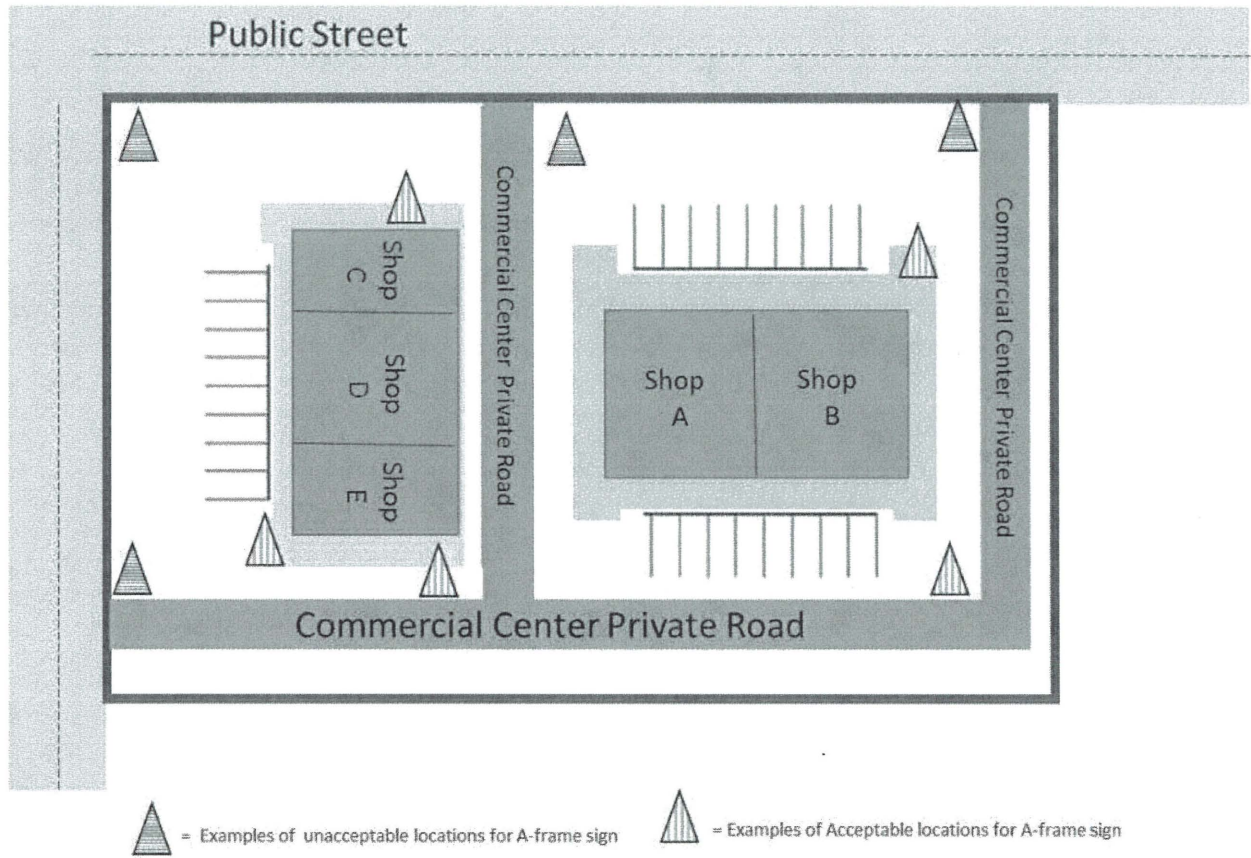 Public Street
Commercial Center Private Road
Commercial Center Private Road
Shop
C
Shop
D
Shop
E
Shop
A
Shop
B
Commercial Center Private Road
= Examples of unacceptable locations for A-frame sign
= Examples of Acceptable locations for A-frame sign